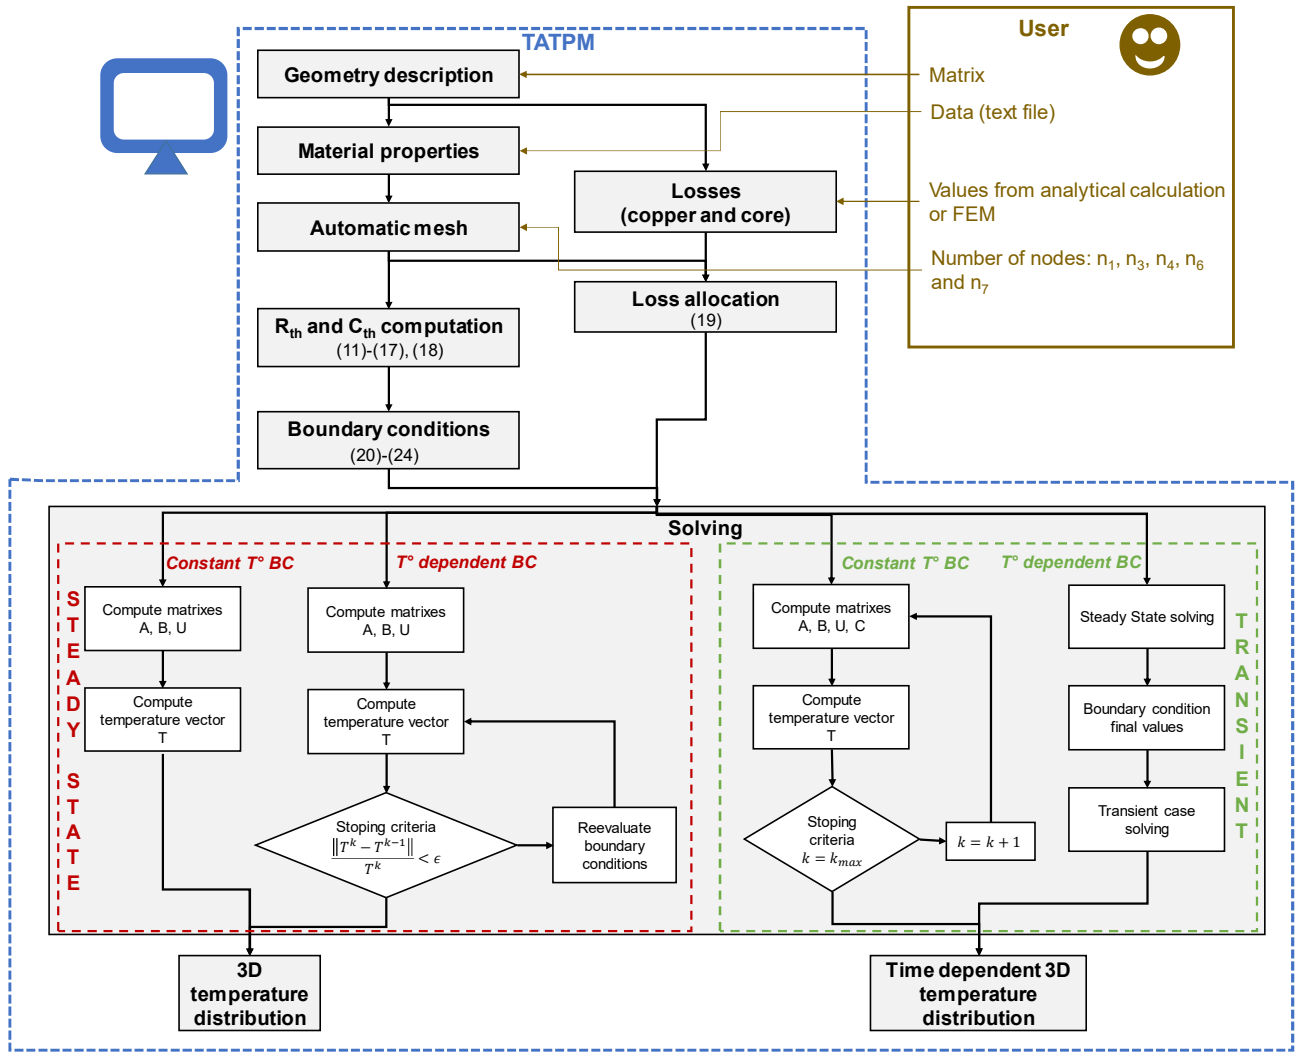 TATPM
User
Geometry description
Matrix
Data (text file)
Material properties
Losses
(copper and core)
Values from analytical calculation
or FEM
Automatic mesh
Number of nodes: n₁, n₃, n₄, n₆
and n₇
Loss allocation
(19)
Rth and Cth computation
(11)-(17), (18)
Boundary conditions
(20)-(24)
Solving
Constant T° BC
T° dependent BC
Constant T° BC
T° dependent BC
STEADY STATE
Compute matrixes
A, B, U
Compute
temperature vector
T
Compute matrixes
A, B, U
Compute
temperature vector
T
Stoping criteria
‖T^k − T^{k−1}‖ / T^k < ϵ
Reevaluate
boundary
conditions
Compute matrixes
A, B, U, C
Compute
temperature vector
T
Stoping
criteria
k = k_max
k = k + 1
Steady State solving
Boundary condition
final values
Transient case
solving
TRANSIENT
3D
temperature
distribution
Time dependent 3D
temperature
distribution